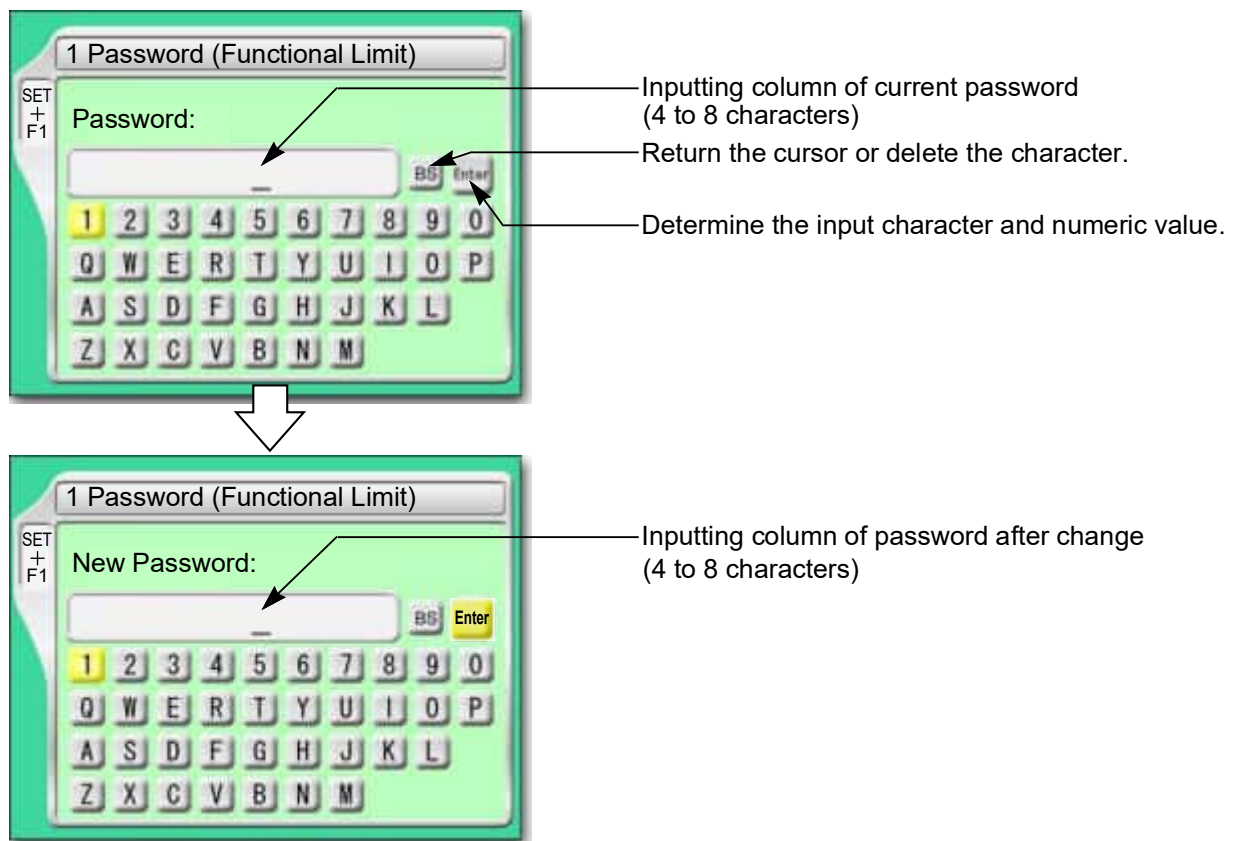 1 Password (Functional Limit)
SET
+
F1
Password:
Inputting column of current password
(4 to 8 characters)
Return the cursor or delete the character.
BS Enter
Determine the input character and numeric value.
1 2 3 4 5 6 7 8 9 0
Q W E R T Y U I O P
A S D F G H J K L
Z X C V B N M
1 Password (Functional Limit)
SET
+
F1
New Password:
Inputting column of password after change
(4 to 8 characters)
BS Enter
1 2 3 4 5 6 7 8 9 0
Q W E R T Y U I O P
A S D F G H J K L
Z X C V B N M